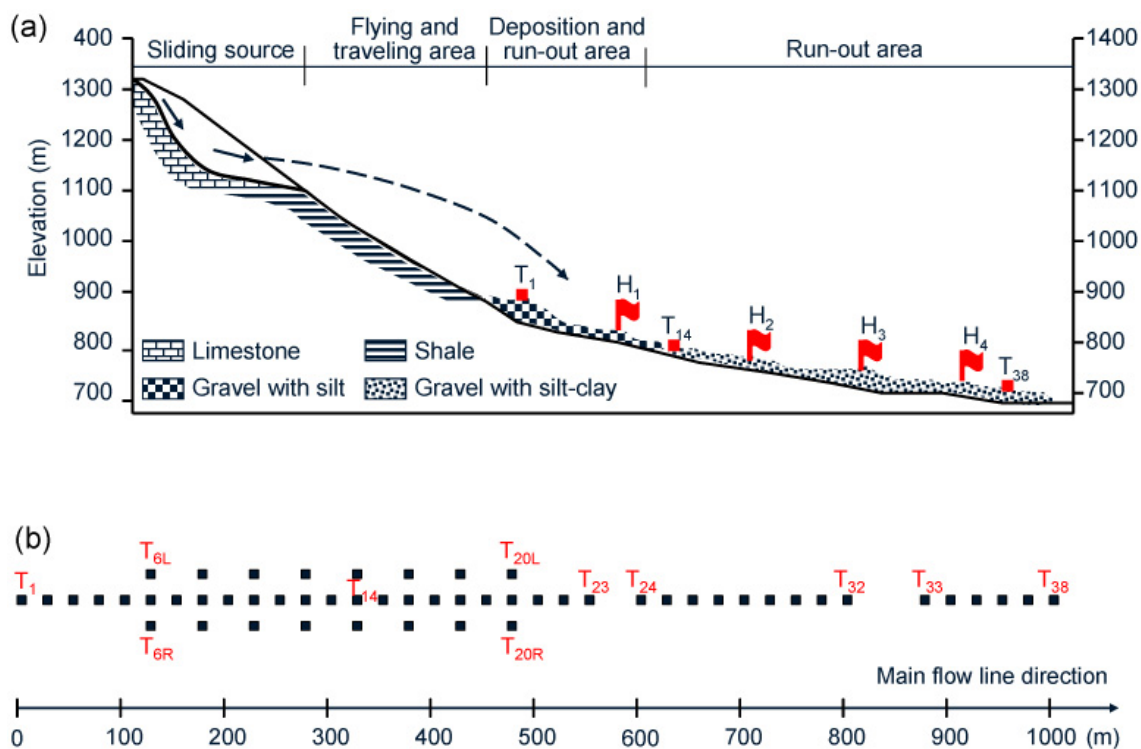 (a)
Sliding source
Flying and
traveling area
Deposition and
run-out area
Run-out area
Elevation (m)
400
1300
1200
1100
1000
900
800
700
1400
1300
1200
1100
1000
900
800
700
T1
H1
T14
H2
H3
H4
T38
Limestone
Shale
Gravel with silt
Gravel with silt-clay
(b)
T6L
T20L
T1
T14
T23
T24
T32
T33
T38
T6R
T20R
Main flow line direction
0 100 200 300 400 500 600 700 800 900 1000 (m)